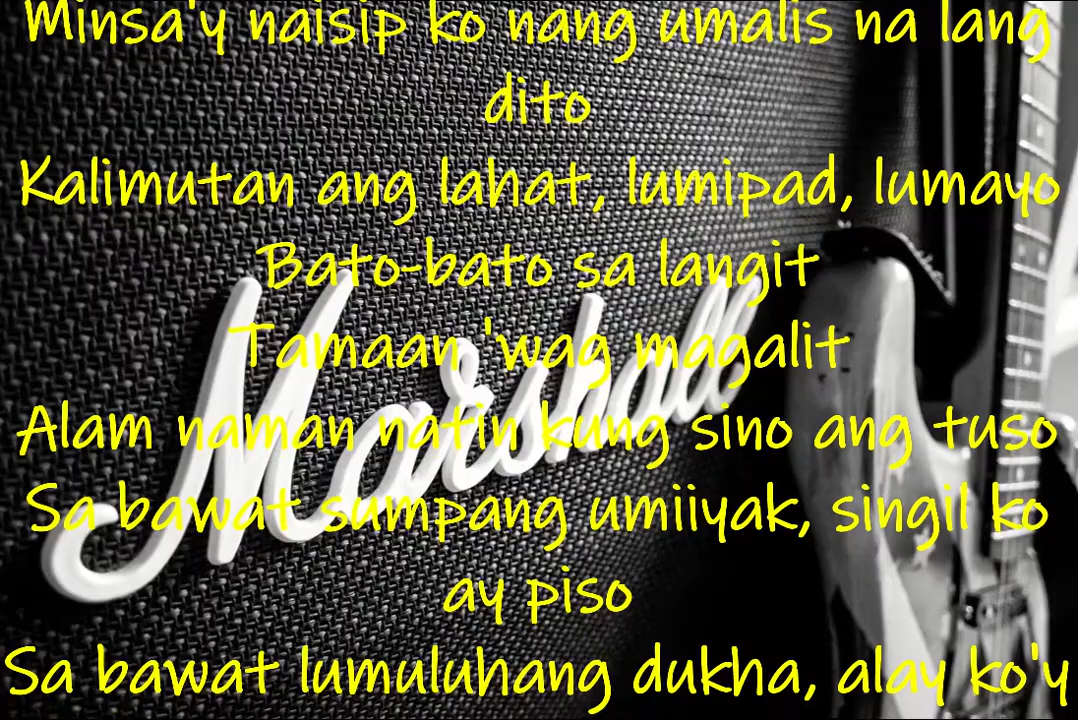 Minsa'y naisip ko nang umalis na lang
dito
Kalimutan ang lahat, lumipad, lumayo
Bato-bato sa langit
Tamaan 'wag magalit
Marshall
Alam naman natin kung sino ang tuso
Sa bawat sumpang umiiyak, singil ko
ay piso
Sa bawat lumuluhang dukha, alay ko'y